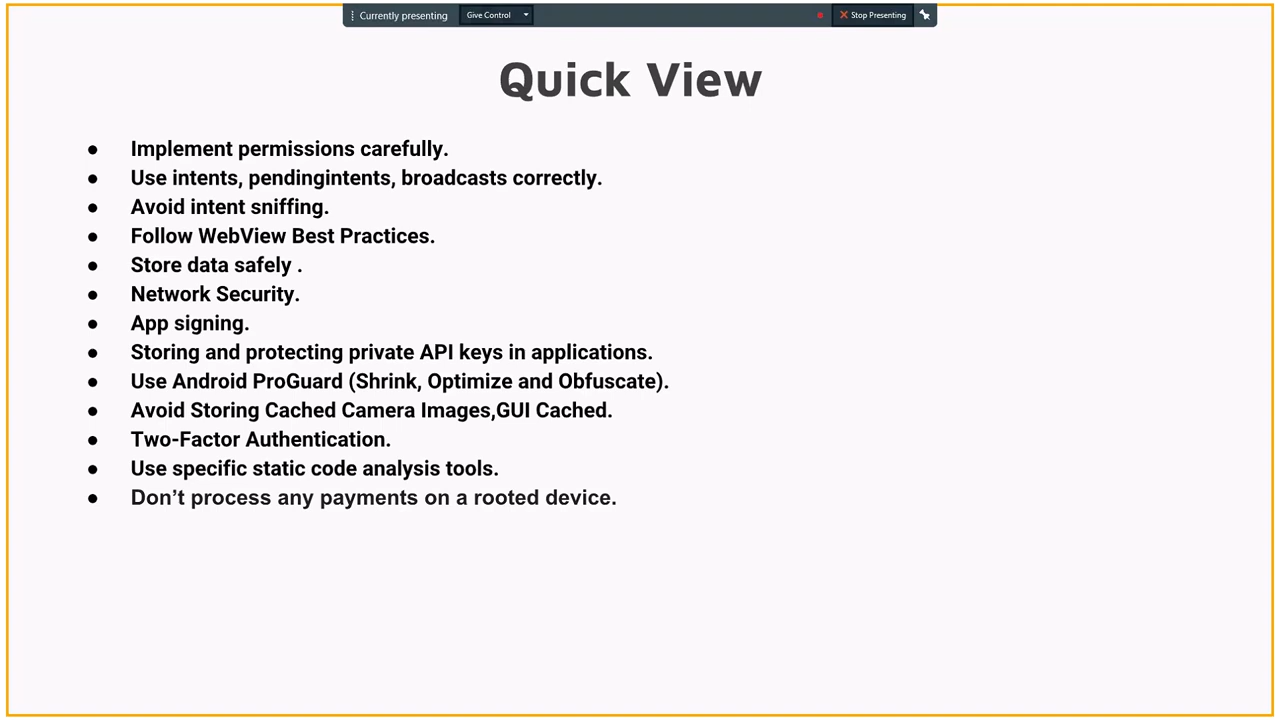 Currently presenting
Give Control
Stop Presenting
Quick View
● Implement permissions carefully.
● Use intents, pendingintents, broadcasts correctly.
● Avoid intent sniffing.
● Follow WebView Best Practices.
● Store data safely .
● Network Security.
● App signing.
● Storing and protecting private API keys in applications.
● Use Android ProGuard (Shrink, Optimize and Obfuscate).
● Avoid Storing Cached Camera Images,GUI Cached.
● Two-Factor Authentication.
● Use specific static code analysis tools.
● Don’t process any payments on a rooted device.